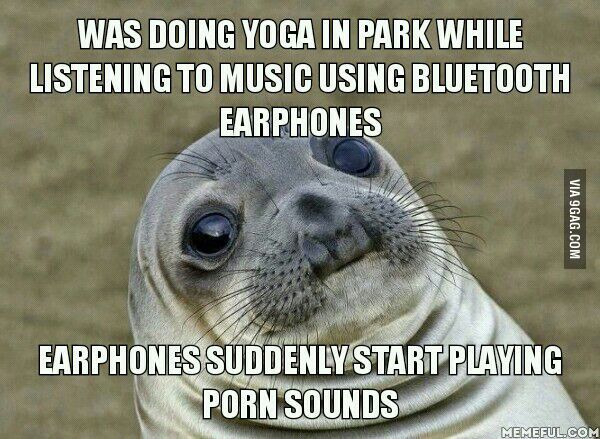 WAS DOING YOGA IN PARK WHILE
LISTENING TO MUSIC USING BLUETOOTH
EARPHONES
VIA 9GAG.COM
EARPHONES SUDDENLY START PLAYING
PORN SOUNDS
MEMEFUL.COM